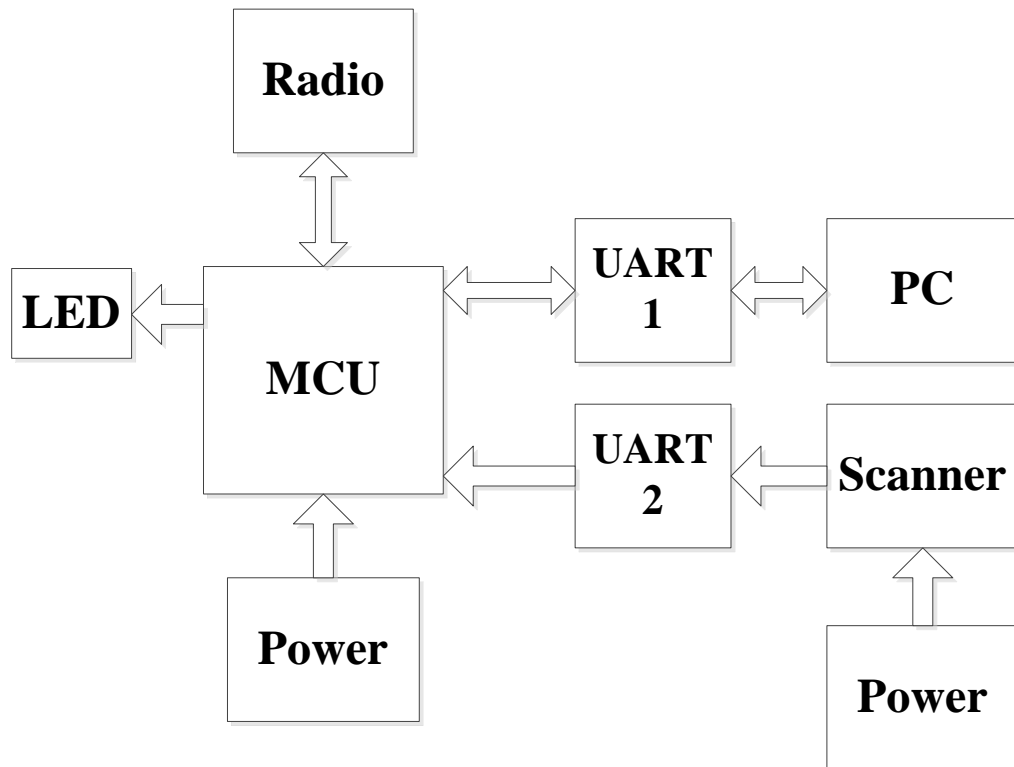 Radio
LED
MCU
UART
1
PC
UART
2
Scanner
Power
Power